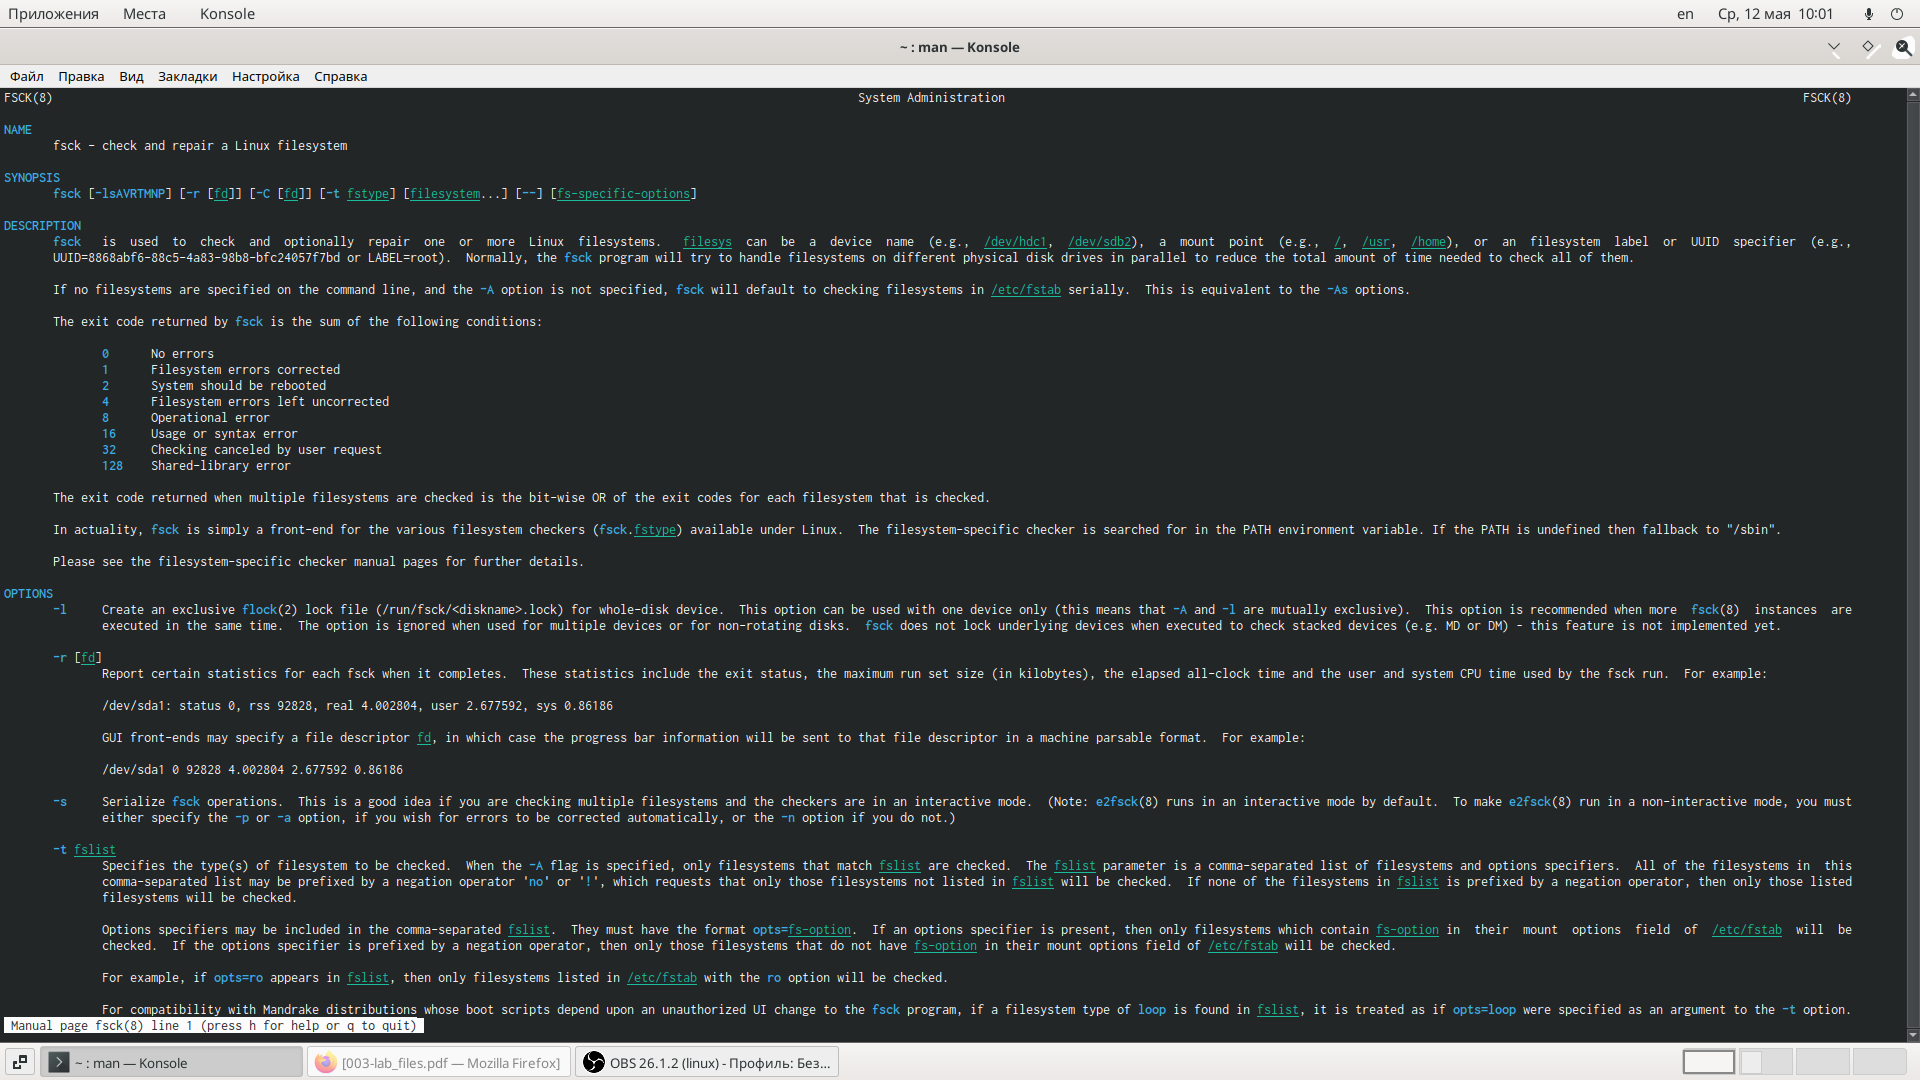 Приложения Места Konsole en Ср, 12 мая 10:01
~ : man — Konsole
Файл Правка Вид Закладки Настройка Справка
FSCK(8) System Administration FSCK(8)
NAME
fsck - check and repair a Linux filesystem
SYNOPSIS
fsck [-lsAVRTMNP] [-r [fd]] [-C [fd]] [-t fstype] [filesystem...] [--] [fs-specific-options]
DESCRIPTION
fsck is used to check and optionally repair one or more Linux filesystems. filesys can be a device name (e.g., /dev/hdc1, /dev/sdb2), a mount point (e.g., /, /usr, /home), or an filesystem label or UUID specifier (e.g.,
UUID=8868abf6-88c5-4a83-98b8-bfc24057f7bd or LABEL=root). Normally, the fsck program will try to handle filesystems on different physical disk drives in parallel to reduce the total amount of time needed to check all of them.
If no filesystems are specified on the command line, and the -A option is not specified, fsck will default to checking filesystems in /etc/fstab serially. This is equivalent to the -As options.
The exit code returned by fsck is the sum of the following conditions:
0 No errors
1 Filesystem errors corrected
2 System should be rebooted
4 Filesystem errors left uncorrected
8 Operational error
16 Usage or syntax error
32 Checking canceled by user request
128 Shared-library error
The exit code returned when multiple filesystems are checked is the bit-wise OR of the exit codes for each filesystem that is checked.
In actuality, fsck is simply a front-end for the various filesystem checkers (fsck.fstype) available under Linux. The filesystem-specific checker is searched for in the PATH environment variable. If the PATH is undefined then fallback to "/sbin".
Please see the filesystem-specific checker manual pages for further details.
OPTIONS
-l Create an exclusive flock(2) lock file (/run/fsck/<diskname>.lock) for whole-disk device. This option can be used with one device only (this means that -A and -l are mutually exclusive). This option is recommended when more fsck(8) instances are
executed in the same time. The option is ignored when used for multiple devices or for non-rotating disks. fsck does not lock underlying devices when executed to check stacked devices (e.g. MD or DM) - this feature is not implemented yet.
-r [fd]
Report certain statistics for each fsck when it completes. These statistics include the exit status, the maximum run set size (in kilobytes), the elapsed all-clock time and the user and system CPU time used by the fsck run. For example:
/dev/sda1: status 0, rss 92828, real 4.002804, user 2.677592, sys 0.86186
GUI front-ends may specify a file descriptor fd, in which case the progress bar information will be sent to that file descriptor in a machine parsable format. For example:
/dev/sda1 0 92828 4.002804 2.677592 0.86186
-s Serialize fsck operations. This is a good idea if you are checking multiple filesystems and the checkers are in an interactive mode. (Note: e2fsck(8) runs in an interactive mode by default. To make e2fsck(8) run in a non-interactive mode, you must
either specify the -p or -a option, if you wish for errors to be corrected automatically, or the -n option if you do not.)
-t fslist
Specifies the type(s) of filesystem to be checked. When the -A flag is specified, only filesystems that match fslist are checked. The fslist parameter is a comma-separated list of filesystems and options specifiers. All of the filesystems in this
comma-separated list may be prefixed by a negation operator 'no' or '!', which requests that only those filesystems not listed in fslist will be checked. If none of the filesystems in fslist is prefixed by a negation operator, then only those listed
filesystems will be checked.
Options specifiers may be included in the comma-separated fslist. They must have the format opts=fs-option. If an options specifier is present, then only filesystems which contain fs-option in their mount options field of /etc/fstab will be
checked. If the options specifier is prefixed by a negation operator, then only those filesystems that do not have fs-option in their mount options field of /etc/fstab will be checked.
For example, if opts=ro appears in fslist, then only filesystems listed in /etc/fstab with the ro option will be checked.
For compatibility with Mandrake distributions whose boot scripts depend upon an unauthorized UI change to the fsck program, if a filesystem type of loop is found in fslist, it is treated as if opts=loop were specified as an argument to the -t option.
Manual page fsck(8) line 1 (press h for help or q to quit)
~ : man — Konsole [003-lab_files.pdf — Mozilla Firefox] OBS 26.1.2 (linux) - Профиль: Без...